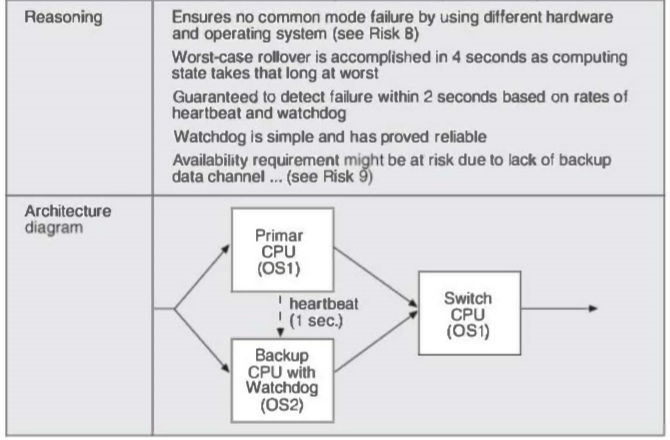 Reasoning
Ensures no common mode failure by using different hardware
and operating system (see Risk 8)
Worst-case rollover is accomplished in 4 seconds as computing
state takes that long at worst
Guaranteed to detect failure within 2 seconds based on rates of
heartbeat and watchdog
Watchdog is simple and has proved reliable
Availability requirement might be at risk due to lack of backup
data channel ... (see Risk 9)
Architecture
diagram
Primar
CPU
(OS1)
heartbeat
(1 sec.)
Switch
CPU
(OS1)
Backup
CPU with
Watchdog
(OS2)